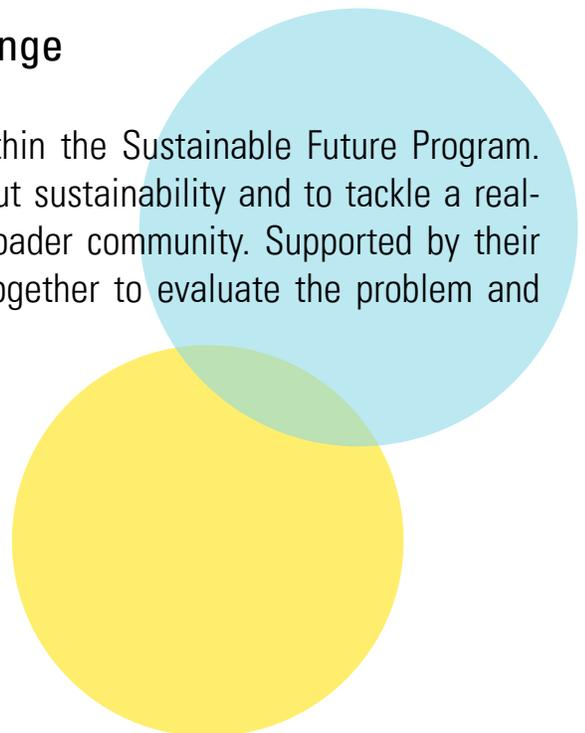 nge
thin the Sustainable Future Program.
ut sustainability and to tackle a real-
oader community. Supported by their
ogether to evaluate the problem and